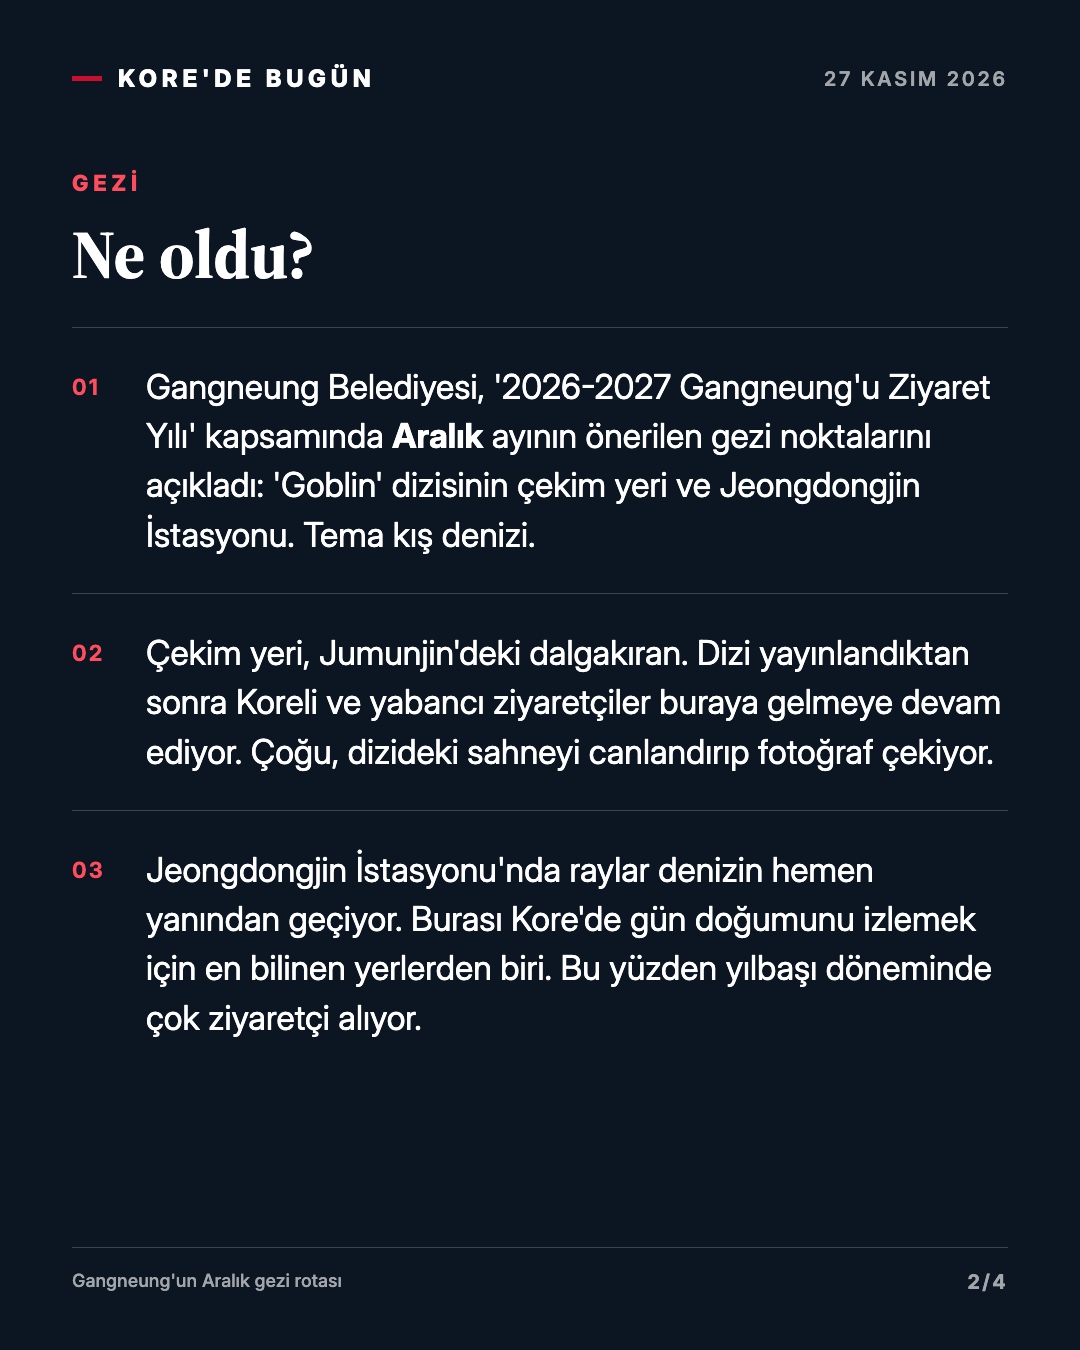 KORE'DE BUGÜN
27 KASIM 2026
GEZİ
Ne oldu?
01
Gangneung Belediyesi, '2026-2027 Gangneung'u Ziyaret
Yılı' kapsamında Aralık ayının önerilen gezi noktalarını
açıkladı: 'Goblin' dizisinin çekim yeri ve Jeongdongjin
İstasyonu. Tema kış denizi.
02
Çekim yeri, Jumunjin'deki dalgakıran. Dizi yayınlandıktan
sonra Koreli ve yabancı ziyaretçiler buraya gelmeye devam
ediyor. Çoğu, dizideki sahneyi canlandırıp fotoğraf çekiyor.
03
Jeongdongjin İstasyonu'nda raylar denizin hemen
yanından geçiyor. Burası Kore'de gün doğumunu izlemek
için en bilinen yerlerden biri. Bu yüzden yılbaşı döneminde
çok ziyaretçi alıyor.
Gangneung'un Aralık gezi rotası
2/4